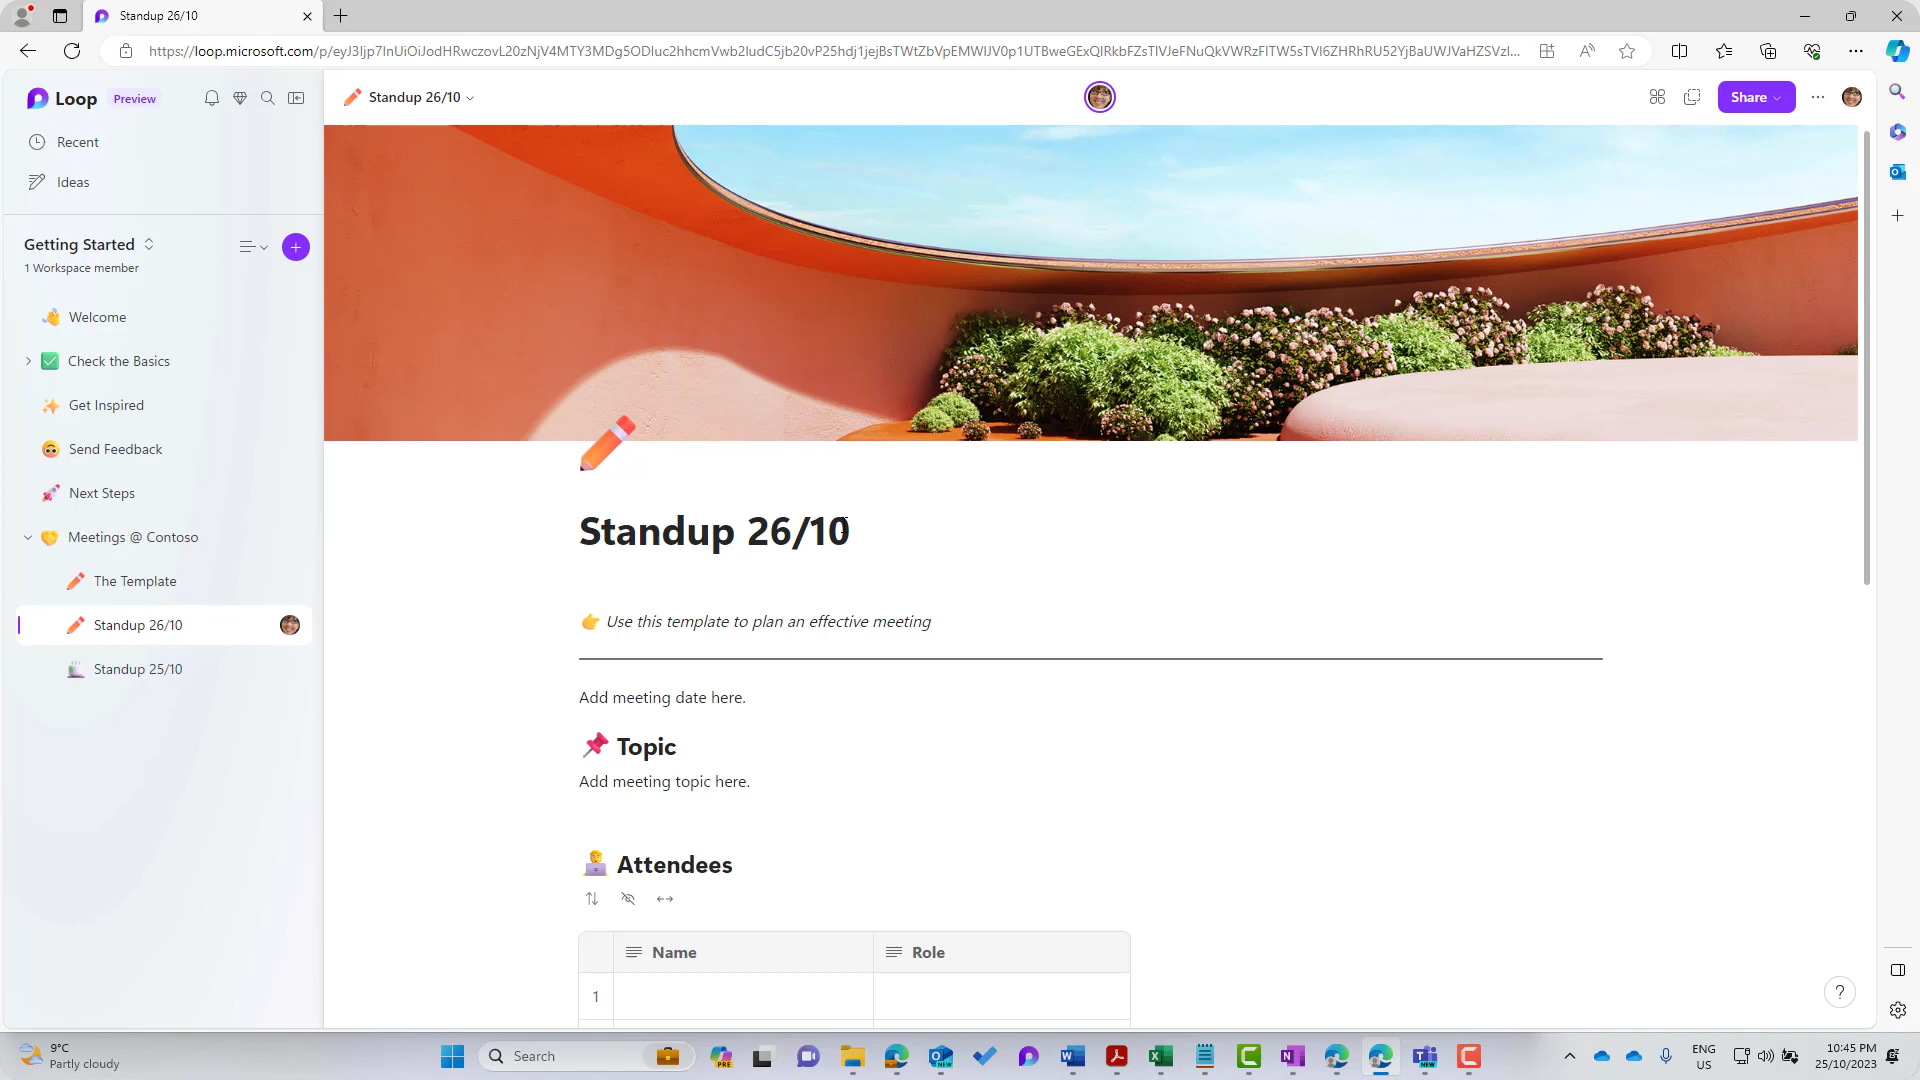 Standup 26/10
https://loop.microsoft.com/p/
Loop Preview
Standup 26/10
Share
Recent
Ideas
Getting Started
1 Workspace member
Welcome
Check the Basics
Get Inspired
Send Feedback
Next Steps
Meetings @ Contoso
The Template
Standup 26/10
Standup 25/10
Standup 26/10
Use this template to plan an effective meeting
Add meeting date here.
Topic
Add meeting topic here.
Attendees
Name Role
1
?
9°C
Partly cloudy
Search
PRE
NEW
NEW
ENG
US
10:45 PM
25/10/2023